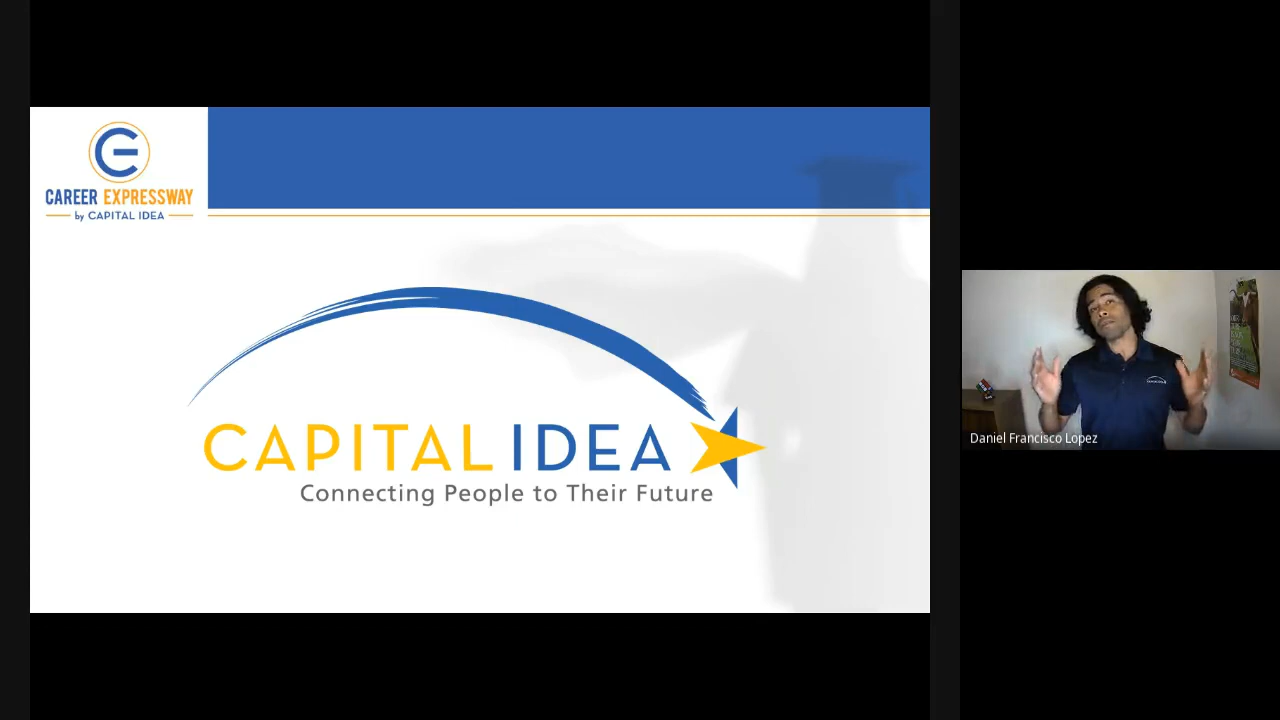 CAREER EXPRESSWAY
by CAPITAL IDEA
CAPITAL IDEA
Connecting People to Their Future
Daniel Francisco Lopez